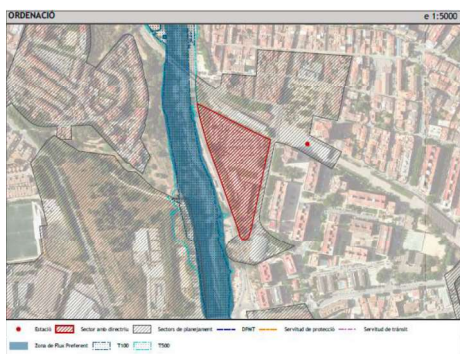 ORDENACIÓ e 1:5000
Estació Sector amb directriu Sectors de planejament DPMT Servitud de protecció Servitud de trànsit
Zona de Flux Preferent T100 T500